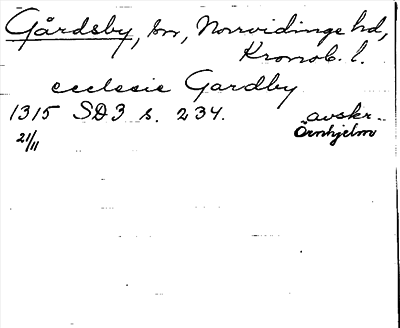 Gårdsby, sn, Norrvidinge hd,
Kronob. l.
ecclesie Gardby
1315 SD3 s. 234. avskr.
21/11 Örnhjelm